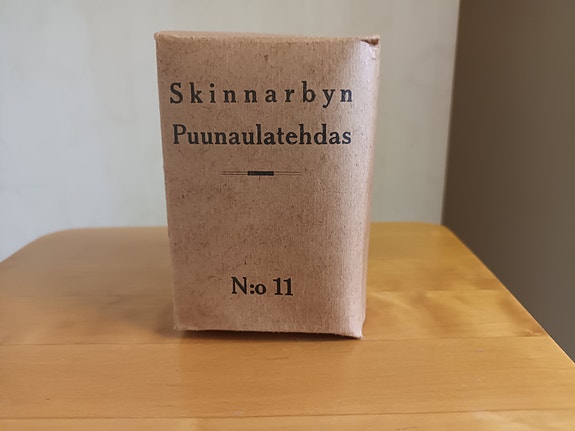 Skinnarbyn
Puunaulatehdas
N:o 11